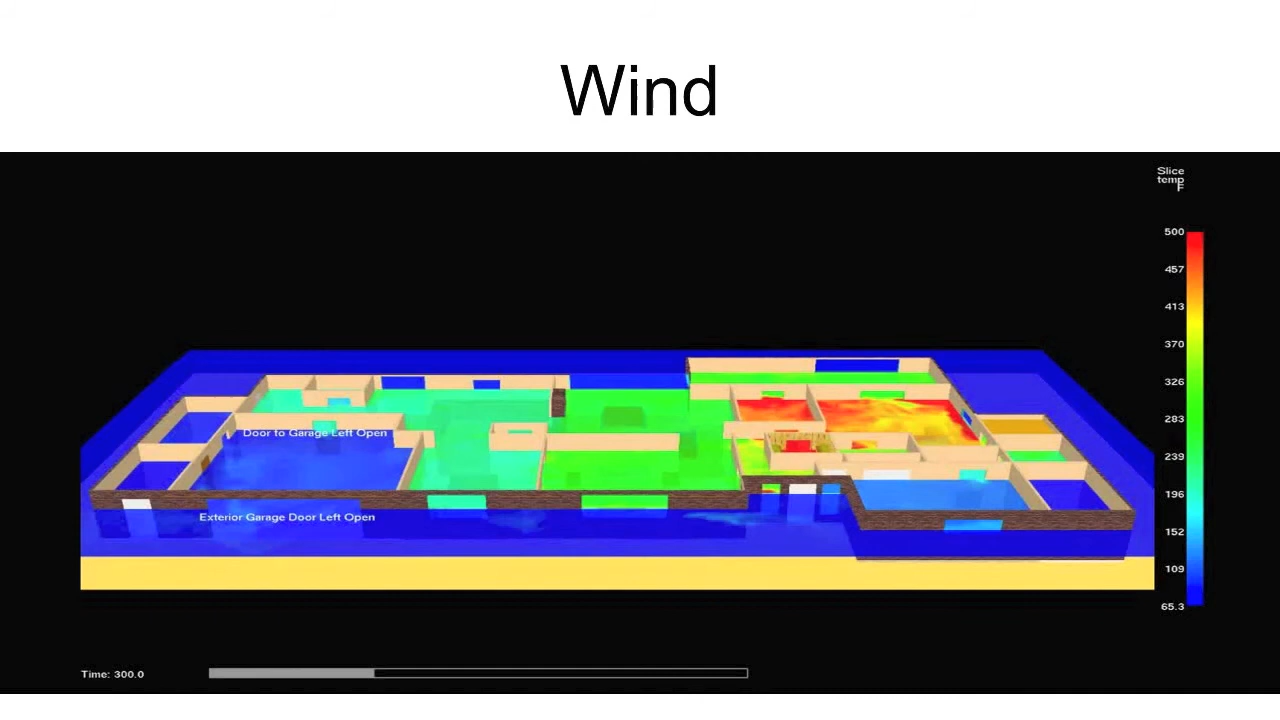 Wind
Slice
temp
F
500
457
413
370
326
283
239
196
152
109
65.3
Door to Garage Left Open
Exterior Garage Door Left Open
Time: 300.0